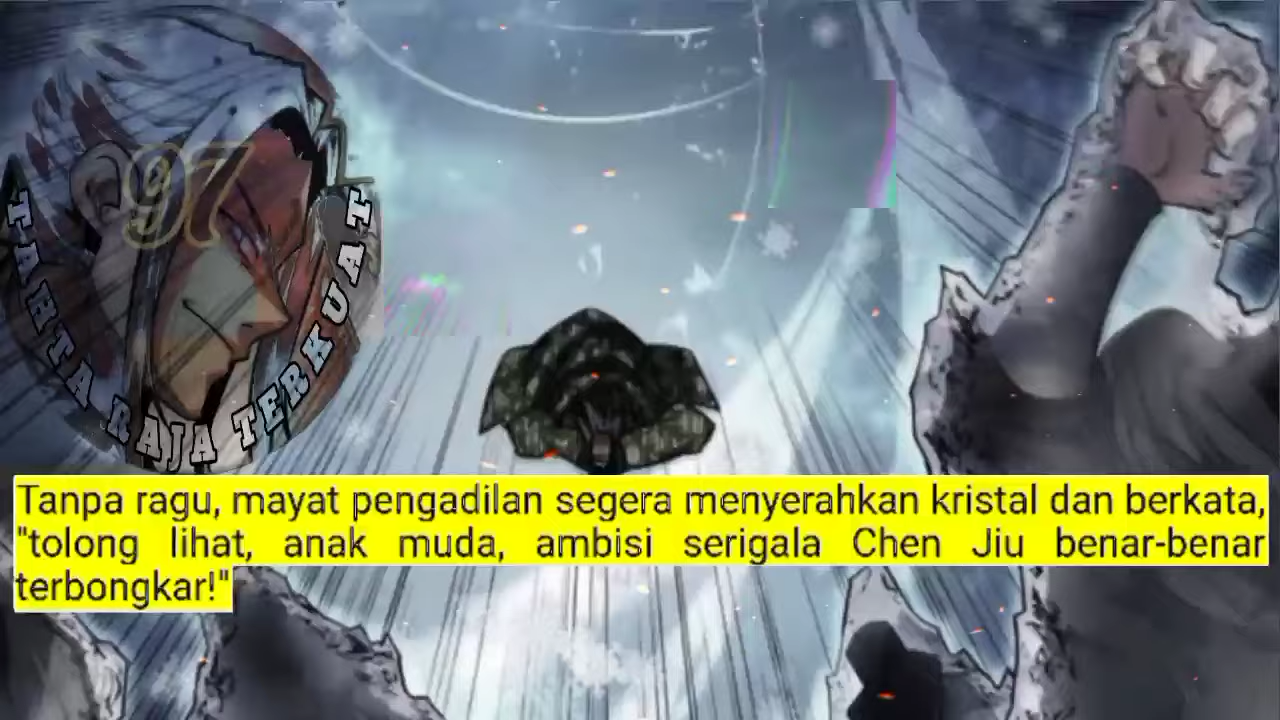 97
TAHTA RAJA TERKUAT
Tanpa ragu, mayat pengadilan segera menyerahkan kristal dan berkata,
"tolong lihat, anak muda, ambisi serigala Chen Jiu benar-benar
terbongkar!"